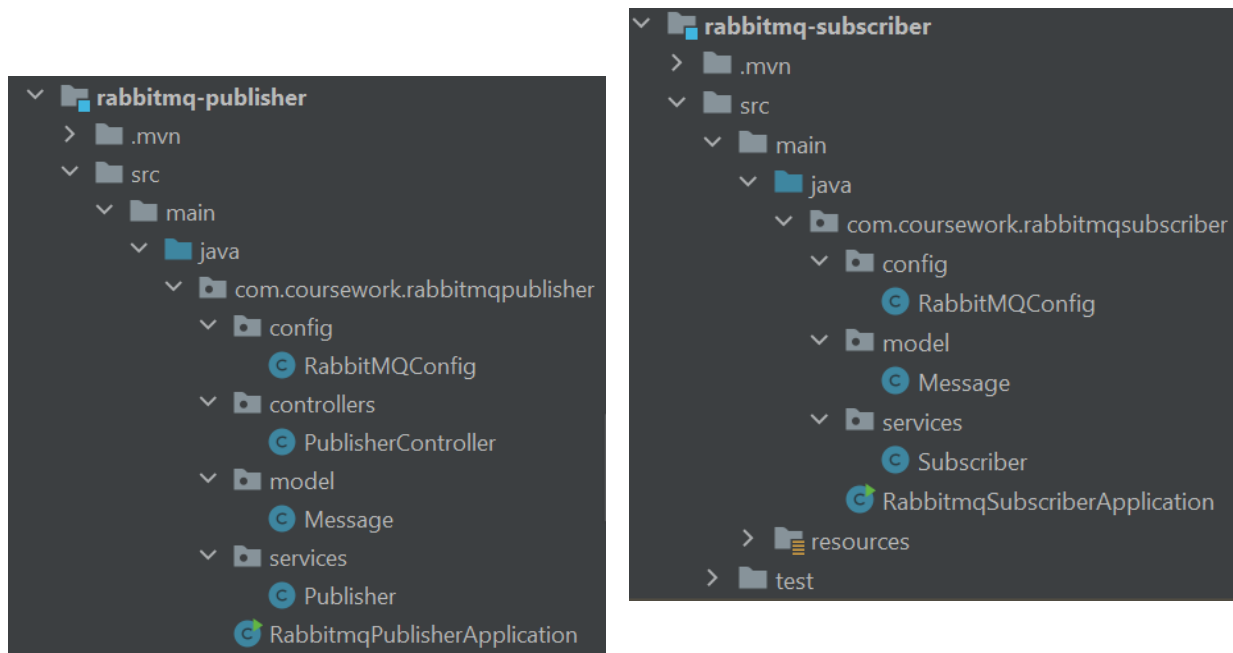 rabbitmq-publisher
.mvn
src
main
java
com.coursework.rabbitmqpublisher
config
RabbitMQConfig
controllers
PublisherController
model
Message
services
Publisher
RabbitmqPublisherApplication
rabbitmq-subscriber
.mvn
src
main
java
com.coursework.rabbitmqsubscriber
config
RabbitMQConfig
model
Message
services
Subscriber
RabbitmqSubscriberApplication
resources
test